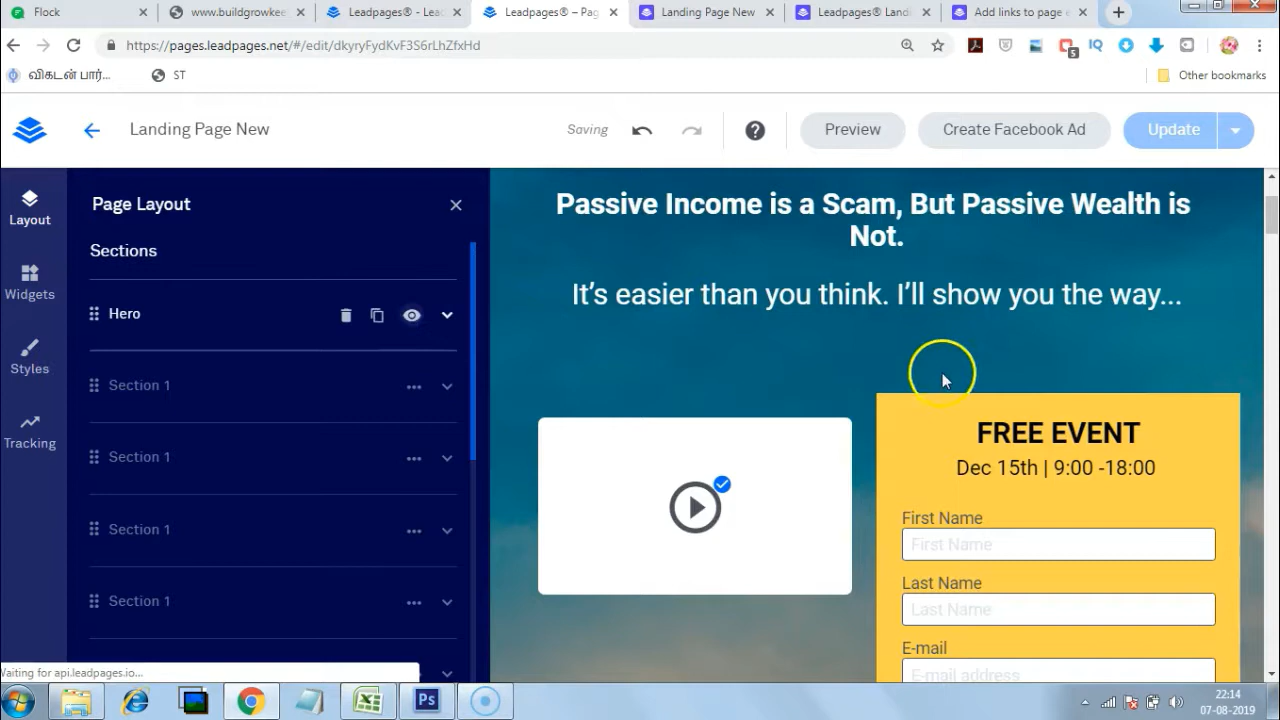 Flock
www.buildgrowkee
Leadpages® - Lead
Leadpages® – Pag
Landing Page New
Leadpages® Landi
Add links to page e
https://pages.leadpages.net/#/edit/dkyryFydKvF3S6rLhZfxHd
விகடன் பார்...
ST
Other bookmarks
Landing Page New
Saving
Preview
Create Facebook Ad
Update
Layout
Widgets
Styles
Tracking
Page Layout
Sections
Hero
Section 1
Section 1
Section 1
Section 1
Passive Income is a Scam, But Passive Wealth is
Not.
It’s easier than you think. I’ll show you the way...
FREE EVENT
Dec 15th | 9:00 -18:00
First Name
First Name
Last Name
Last Name
E-mail
E-mail address
Waiting for api.leadpages.io...
22:14
07-08-2019